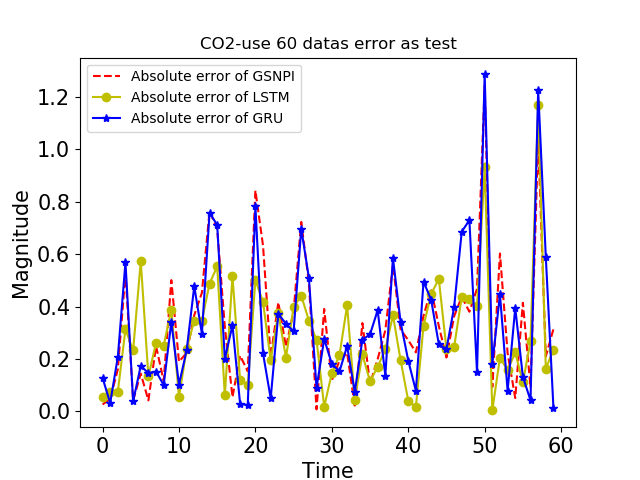 CO2-use 60 datas error as test
Absolute error of GSNPI
Absolute error of LSTM
Absolute error of GRU
Magnitude
1.2
1.0
0.8
0.6
0.4
0.2
0.0
0 10 20 30 40 50 60
Time